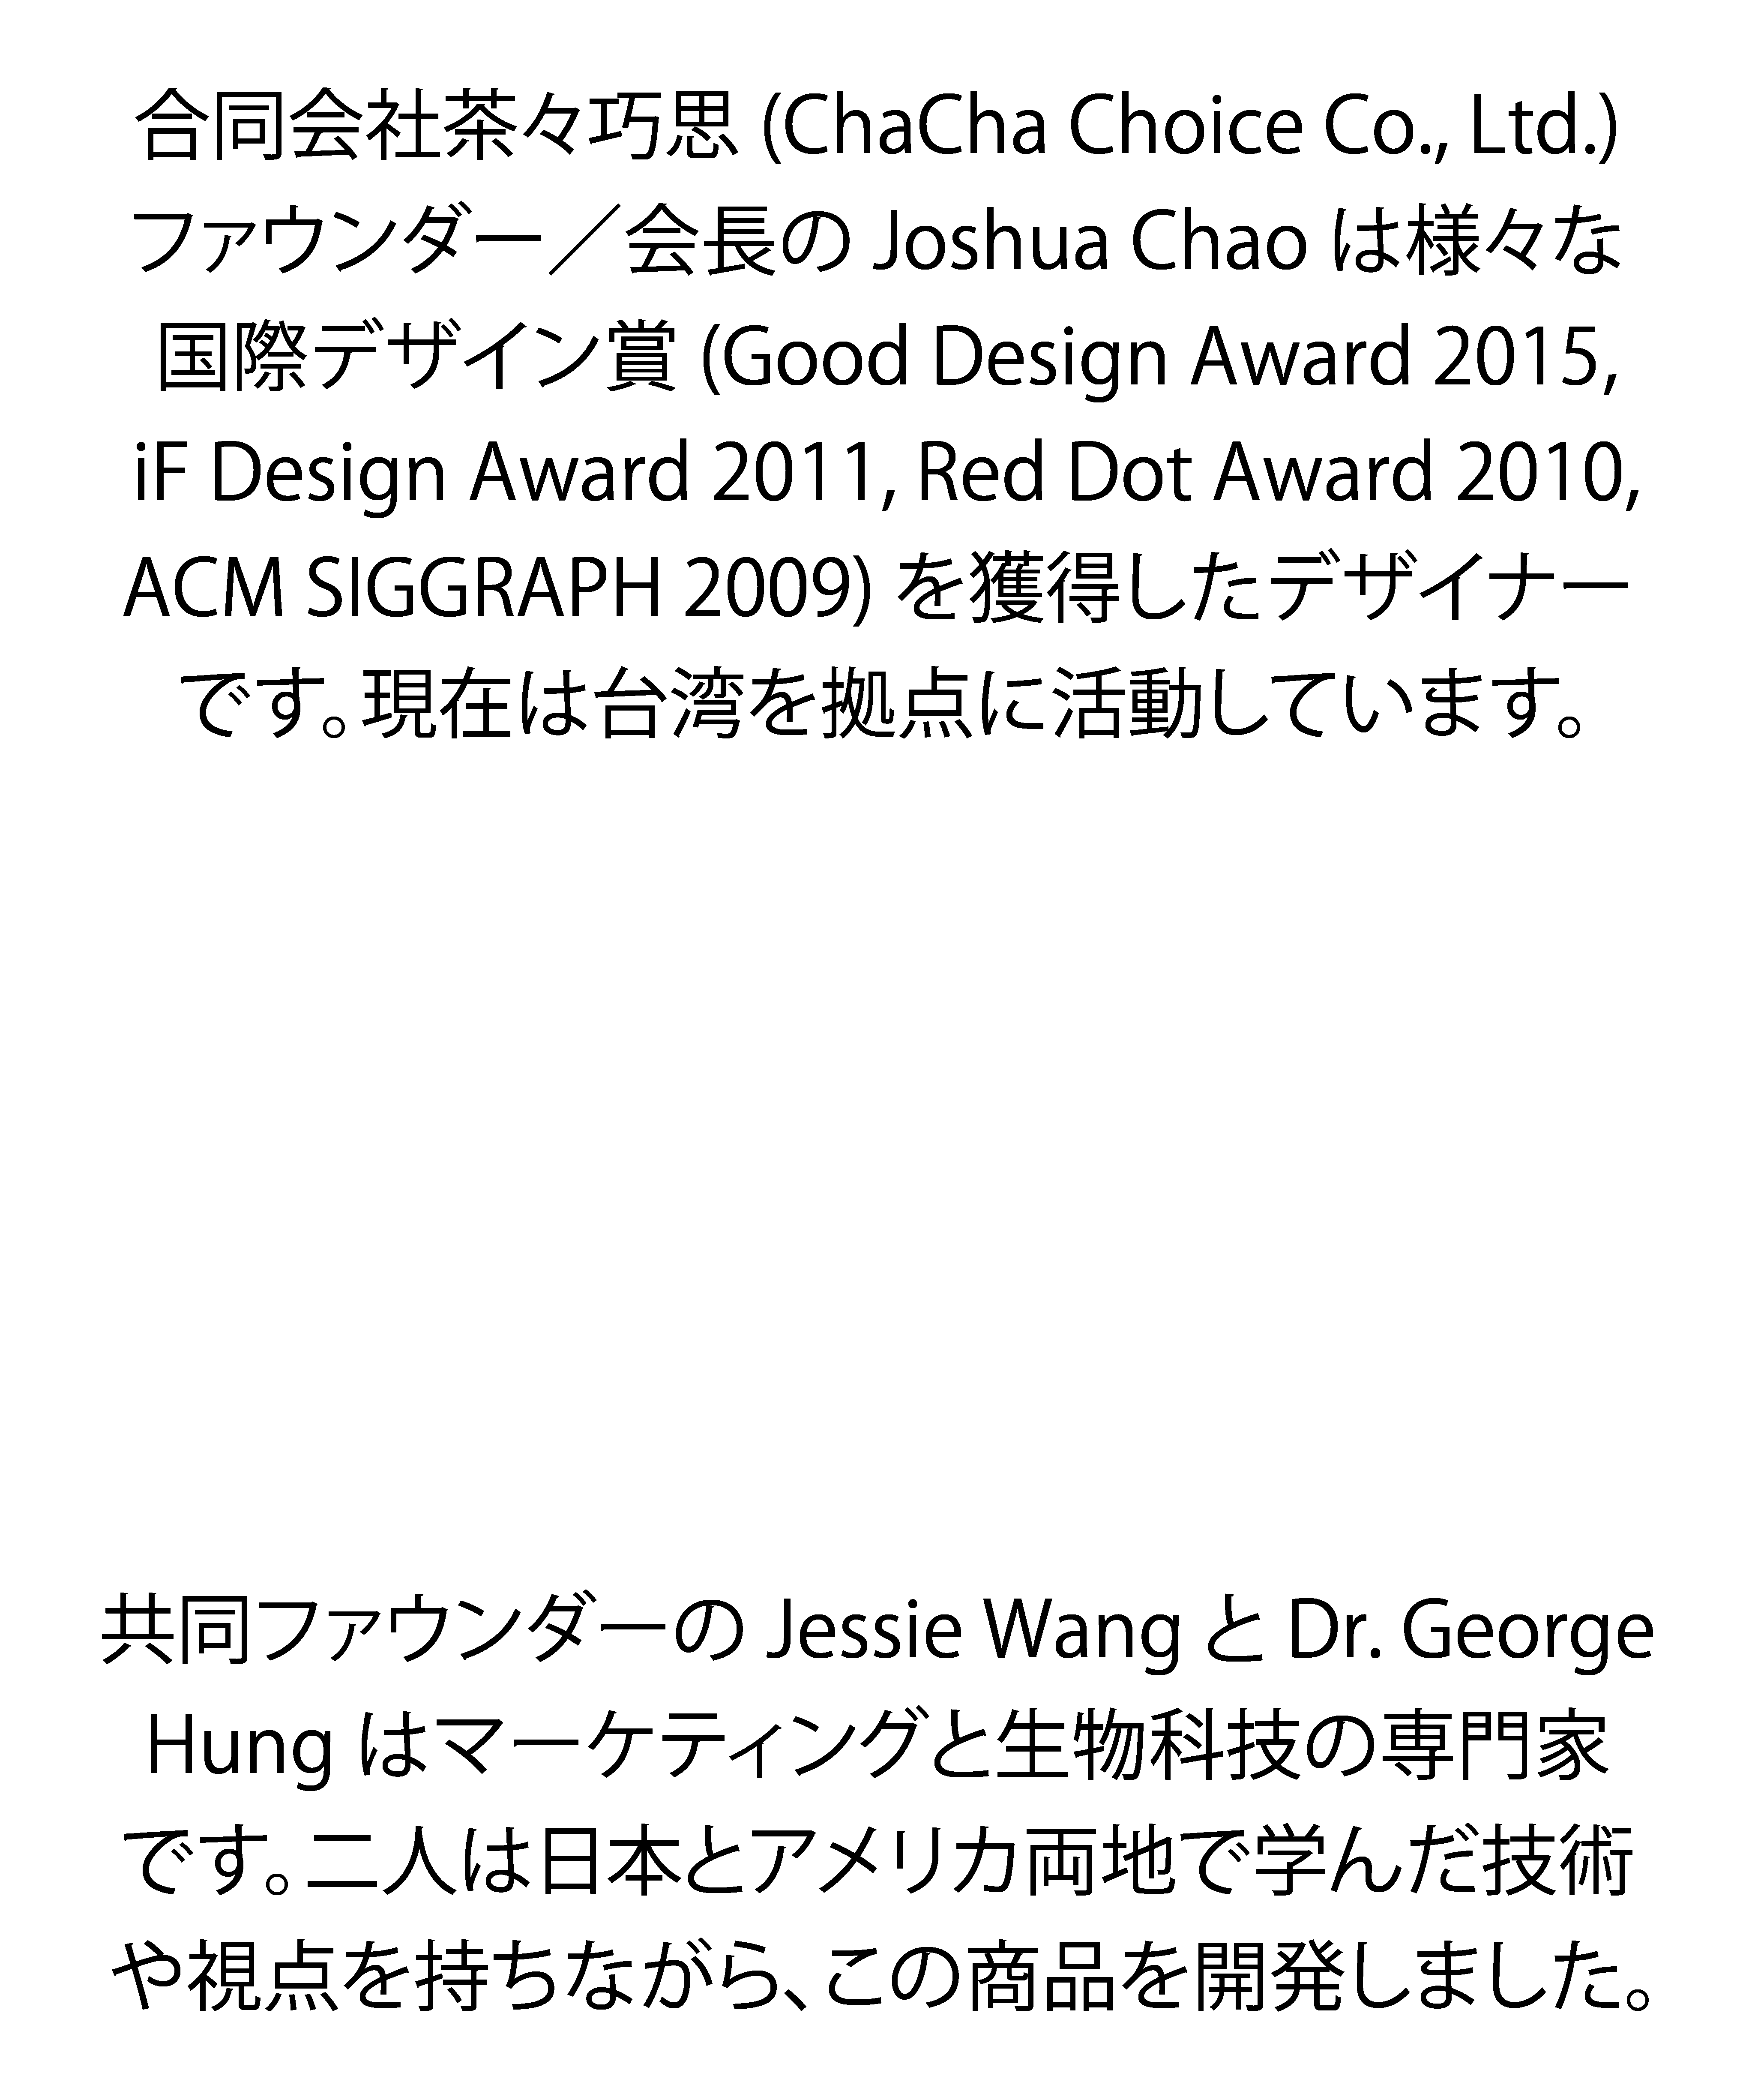 合同会社茶々巧思 (ChaCha Choice Co., Ltd.)
ファウンダー／会長の Joshua Chao は様々な
国際デザイン賞 (Good Design Award 2015,
iF Design Award 2011, Red Dot Award 2010,
ACM SIGGRAPH 2009) を獲得したデザイナー
です。現在は台湾を拠点に活動しています。
共同ファウンダーの Jessie Wang と Dr. George
Hung はマーケティングと生物科技の専門家
です。二人は日本とアメリカ両地で学んだ技術
や視点を持ちながら、この商品を開発しました。